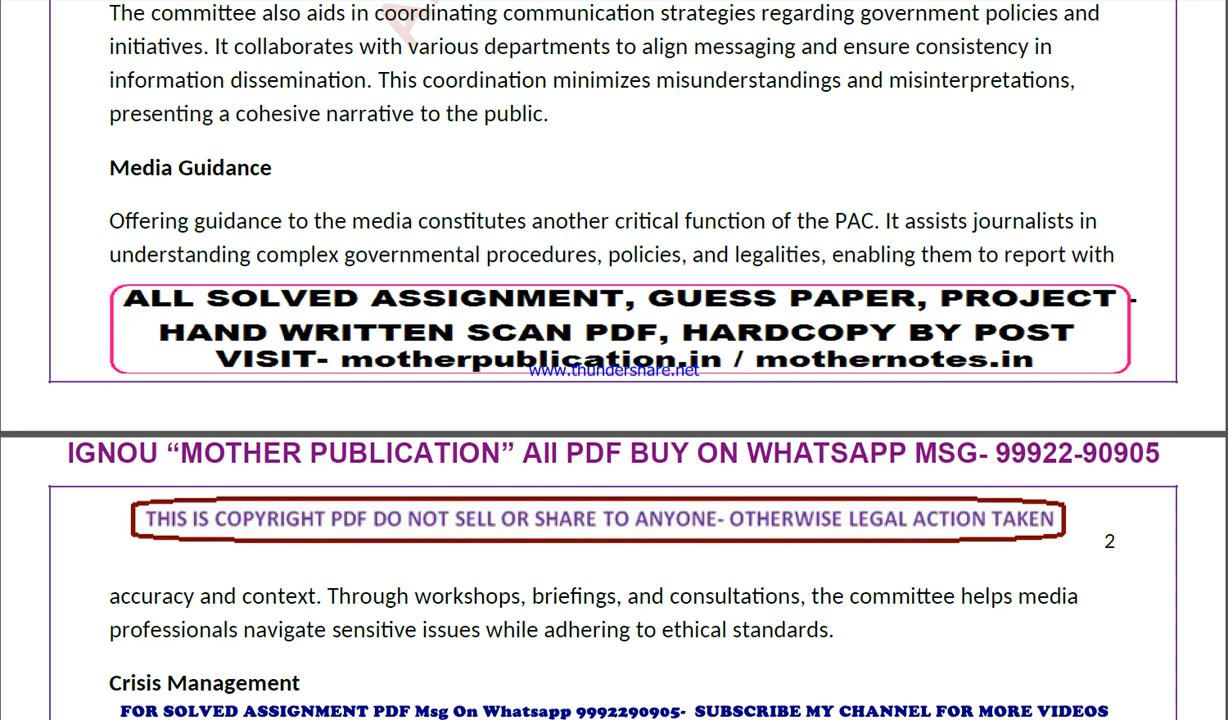 The committee also aids in coordinating communication strategies regarding government policies and
initiatives. It collaborates with various departments to align messaging and ensure consistency in
information dissemination. This coordination minimizes misunderstandings and misinterpretations,
presenting a cohesive narrative to the public.
Media Guidance
Offering guidance to the media constitutes another critical function of the PAC. It assists journalists in
understanding complex governmental procedures, policies, and legalities, enabling them to report with
ALL SOLVED ASSIGNMENT, GUESS PAPER, PROJECT -
HAND WRITTEN SCAN PDF, HARDCOPY BY POST
VISIT- motherpublication.in / mothernotes.in
www.thundershare.net
IGNOU “MOTHER PUBLICATION” All PDF BUY ON WHATSAPP MSG- 99922-90905
THIS IS COPYRIGHT PDF DO NOT SELL OR SHARE TO ANYONE- OTHERWISE LEGAL ACTION TAKEN
2
accuracy and context. Through workshops, briefings, and consultations, the committee helps media
professionals navigate sensitive issues while adhering to ethical standards.
Crisis Management
FOR SOLVED ASSIGNMENT PDF Msg On Whatsapp 9992290905- SUBSCRIBE MY CHANNEL FOR MORE VIDEOS